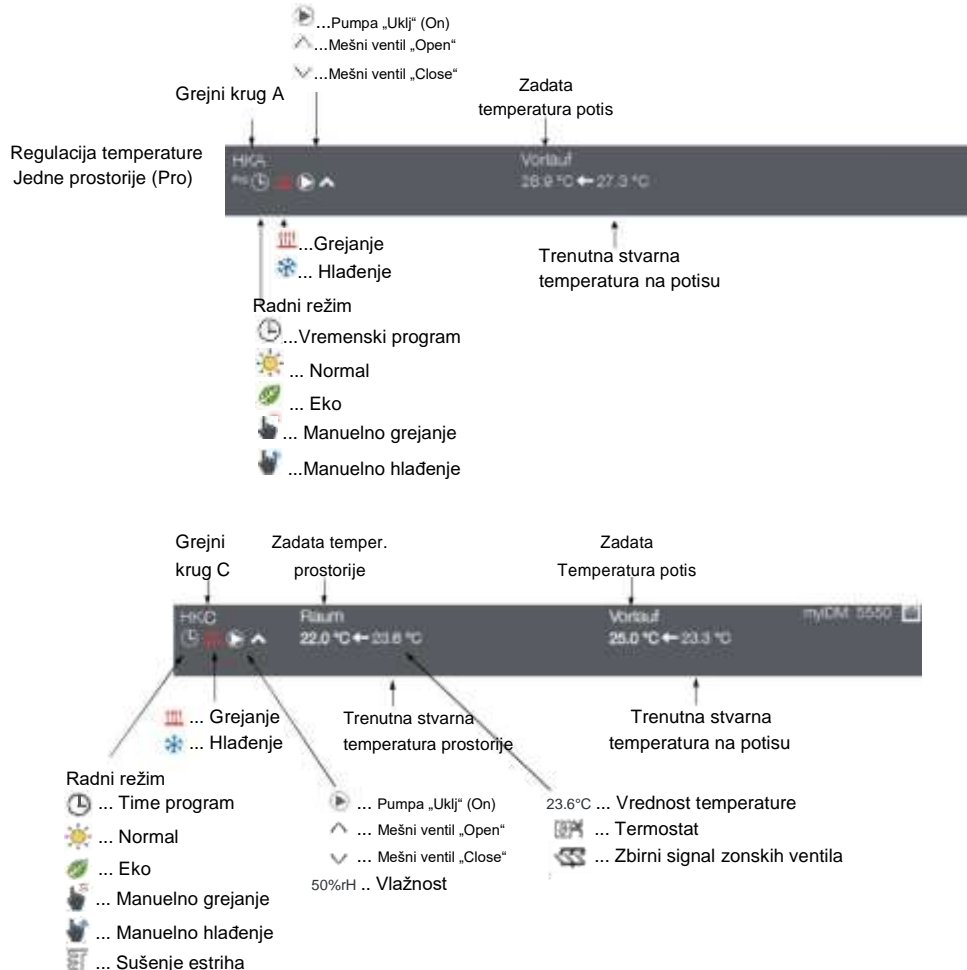 ...Pumpa „Uklj“ (On)
...Mešni ventil „Open“
...Mešni ventil „Close“
Grejni krug A
Zadata
temperatura potis
Regulacija temperature
Jedne prostorije (Pro)
HKA
Vorlauf
Pro
28.9 °C 27.3 °C
...Grejanje
... Hlađenje
Trenutna stvarna
temperatura na potisu
Radni režim
...Vremenski program
... Normal
... Eko
... Manuelno grejanje
...Manuelno hlađenje
Grejni
krug C
Zadata temper.
prostorije
Zadata
Temperatura potis
HKC
Raum
Vorlauf
myIDM: 5550
22.0 °C 23.6 °C
25.0 °C 23.3 °C
... Grejanje
... Hlađenje
Trenutna stvarna
temperatura prostorije
Trenutna stvarna
temperatura na potisu
Radni režim
... Time program
... Normal
... Eko
... Manuelno grejanje
... Manuelno hlađenje
... Sušenje estriha
... Pumpa „Uklj“ (On)
... Mešni ventil „Open“
... Mešni ventil „Close“
50%rH .. Vlažnost
23.6°C ... Vrednost temperature
... Termostat
... Zbirni signal zonskih ventila